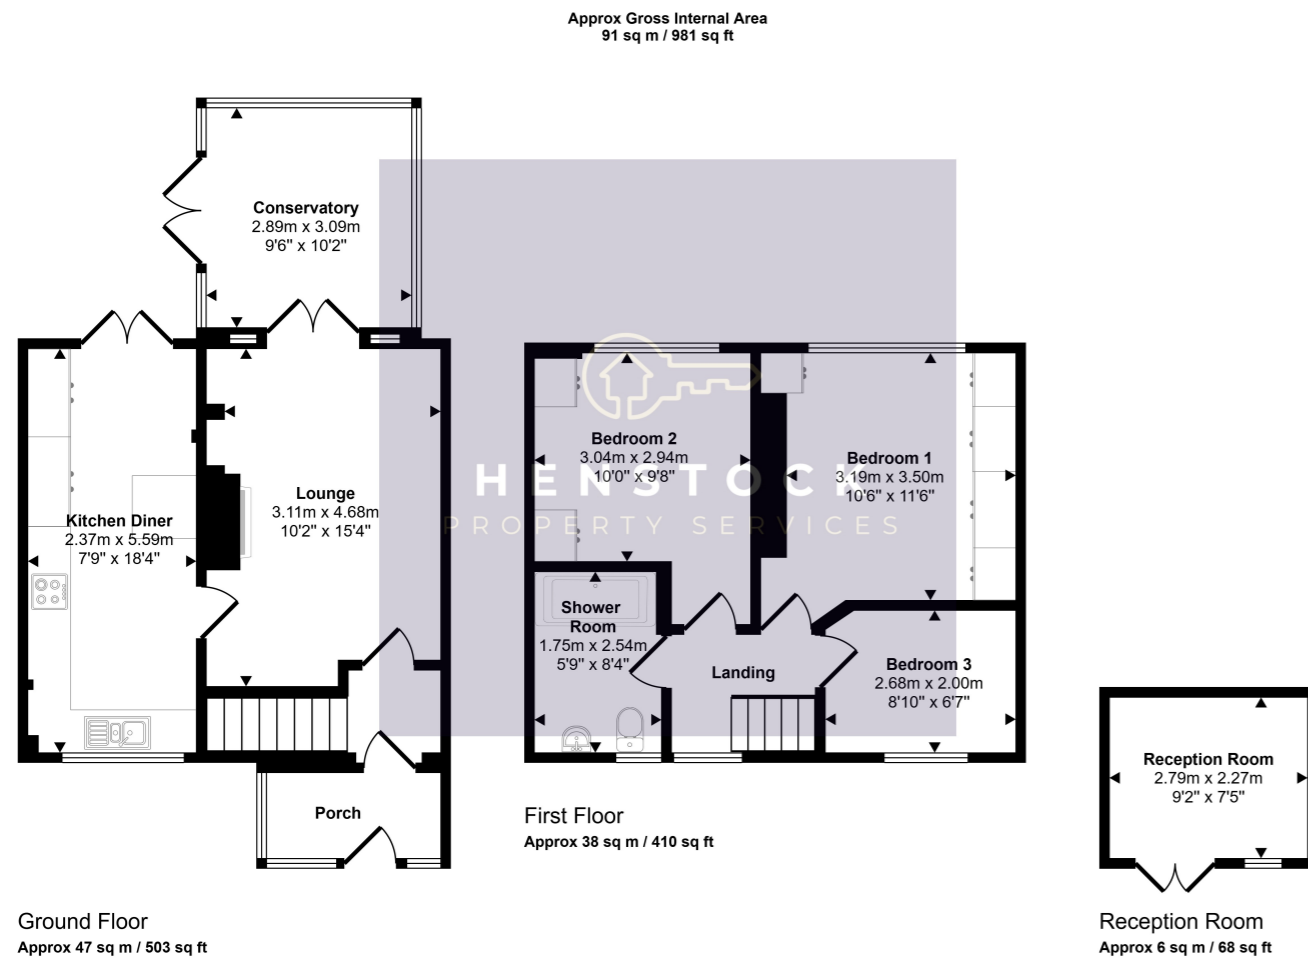 Approx Gross Internal Area
91 sq m / 981 sq ft
Conservatory
2.89m x 3.09m
9'6" x 10'2"
Bedroom 2
3.04m x 2.94m
10'0" x 9'8"
Bedroom 1
3.19m x 3.50m
10'6" x 11'6"
HENSTOCK
PROPERTY SERVICES
Lounge
3.11m x 4.68m
10'2" x 15'4"
Kitchen Diner
2.37m x 5.59m
7'9" x 18'4"
Shower
Room
1.75m x 2.54m
5'9" x 8'4"
Landing
Bedroom 3
2.68m x 2.00m
8'10" x 6'7"
Reception Room
2.79m x 2.27m
9'2" x 7'5"
Porch
First Floor
Approx 38 sq m / 410 sq ft
Ground Floor
Approx 47 sq m / 503 sq ft
Reception Room
Approx 6 sq m / 68 sq ft